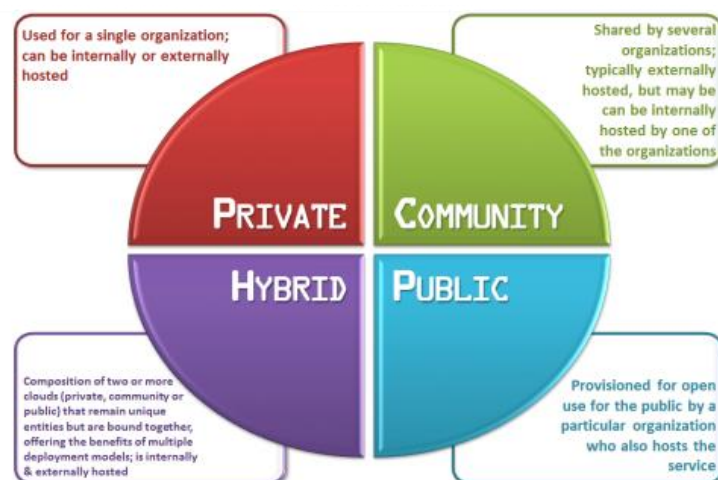 Used for a single organization;
can be internally or externally
hosted
Shared by several
organizations;
typically externally
hosted, but may be
can be internally
hosted by one of
the organizations
PRIVATE
COMMUNITY
HYBRID
PUBLIC
Composition of two or more
clouds (private, community or
public) that remain unique
entities but are bound together,
offering the benefits of multiple
deployment models; is internally
& externally hosted
Provisioned for open
use for the public by a
particular organization
who also hosts the
service